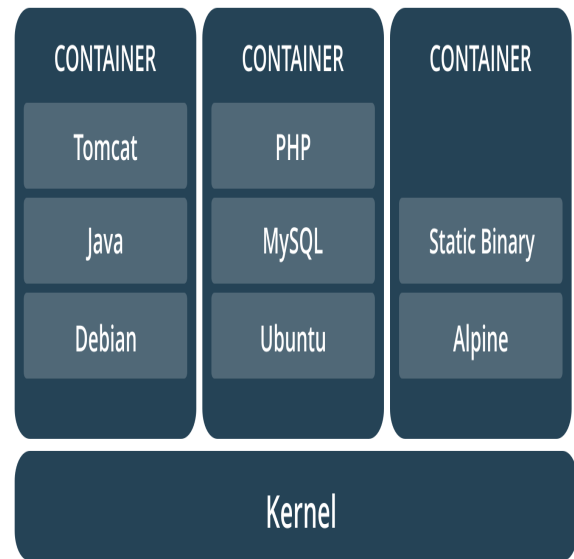 CONTAINER
Tomcat
Java
Debian
CONTAINER
PHP
MySQL
Ubuntu
CONTAINER
Static Binary
Alpine
Kernel